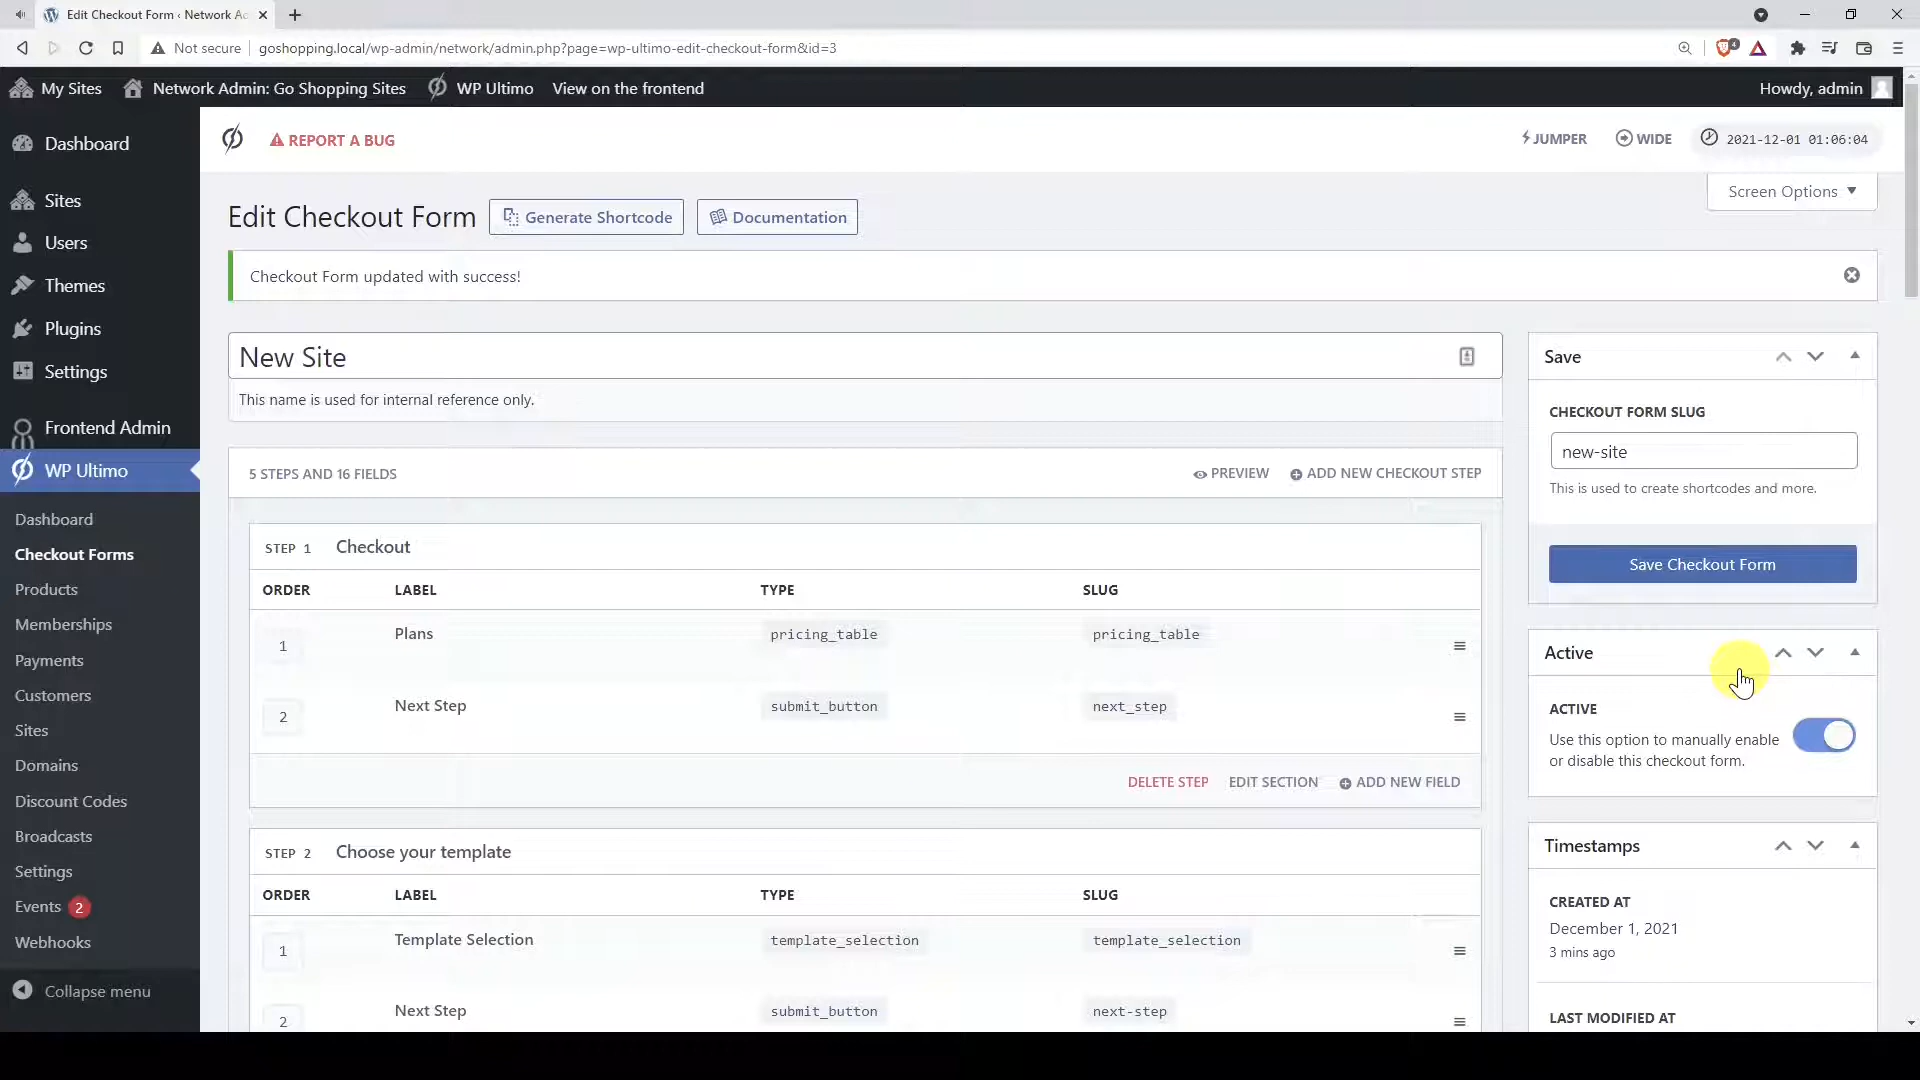 Edit Checkout Form ‹ Network Ad
Not secure
goshopping.local/wp-admin/network/admin.php?page=wp-ultimo-edit-checkout-form&id=3
4
My Sites
Network Admin: Go Shopping Sites
WP Ultimo
View on the frontend
Howdy, admin
Dashboard
Sites
Users
Themes
Plugins
Settings
Frontend Admin
WP Ultimo
Dashboard
Checkout Forms
Products
Memberships
Payments
Customers
Sites
Domains
Discount Codes
Broadcasts
Settings
Events 2
Webhooks
Collapse menu
REPORT A BUG
JUMPER
WIDE
2021-12-01 01:06:04
Screen Options
Edit Checkout Form
Generate Shortcode
Documentation
Checkout Form updated with success!
New Site
This name is used for internal reference only.
5 STEPS AND 16 FIELDS
PREVIEW
ADD NEW CHECKOUT STEP
STEP 1 Checkout
ORDER LABEL TYPE SLUG
1 Plans pricing_table pricing_table
2 Next Step submit_button next_step
DELETE STEP EDIT SECTION ADD NEW FIELD
STEP 2 Choose your template
ORDER LABEL TYPE SLUG
1 Template Selection template_selection template_selection
2 Next Step submit_button next-step
Save
CHECKOUT FORM SLUG
new-site
This is used to create shortcodes and more.
Save Checkout Form
Active
ACTIVE
Use this option to manually enable
or disable this checkout form.
Timestamps
CREATED AT
December 1, 2021
3 mins ago
LAST MODIFIED AT